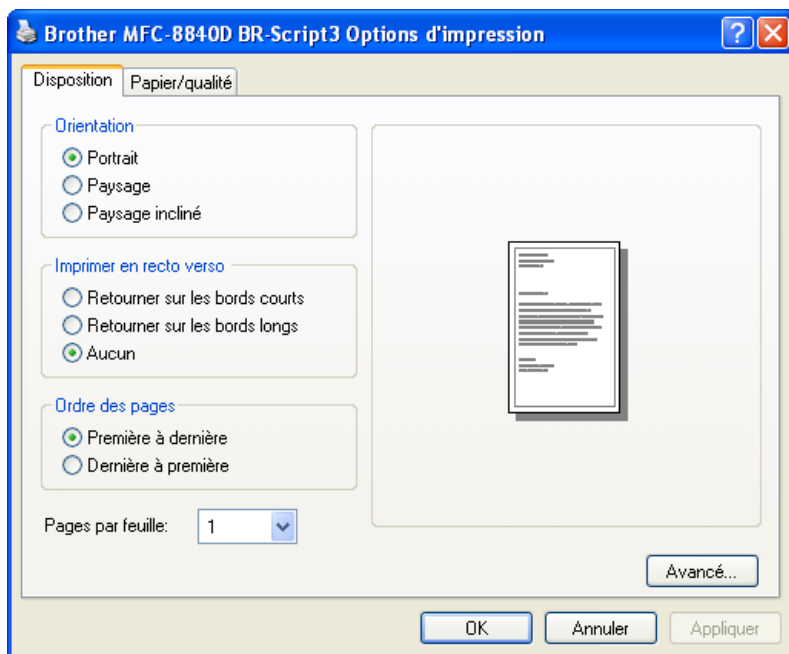 Brother MFC-8840D BR-Script3 Options d'impression
Disposition
Papier/qualité
Orientation
Portrait
Paysage
Paysage incliné
Imprimer en recto verso
Retourner sur les bords courts
Retourner sur les bords longs
Aucun
Ordre des pages
Première à dernière
Dernière à première
Pages par feuille: 1
Avancé...
OK Annuler Appliquer